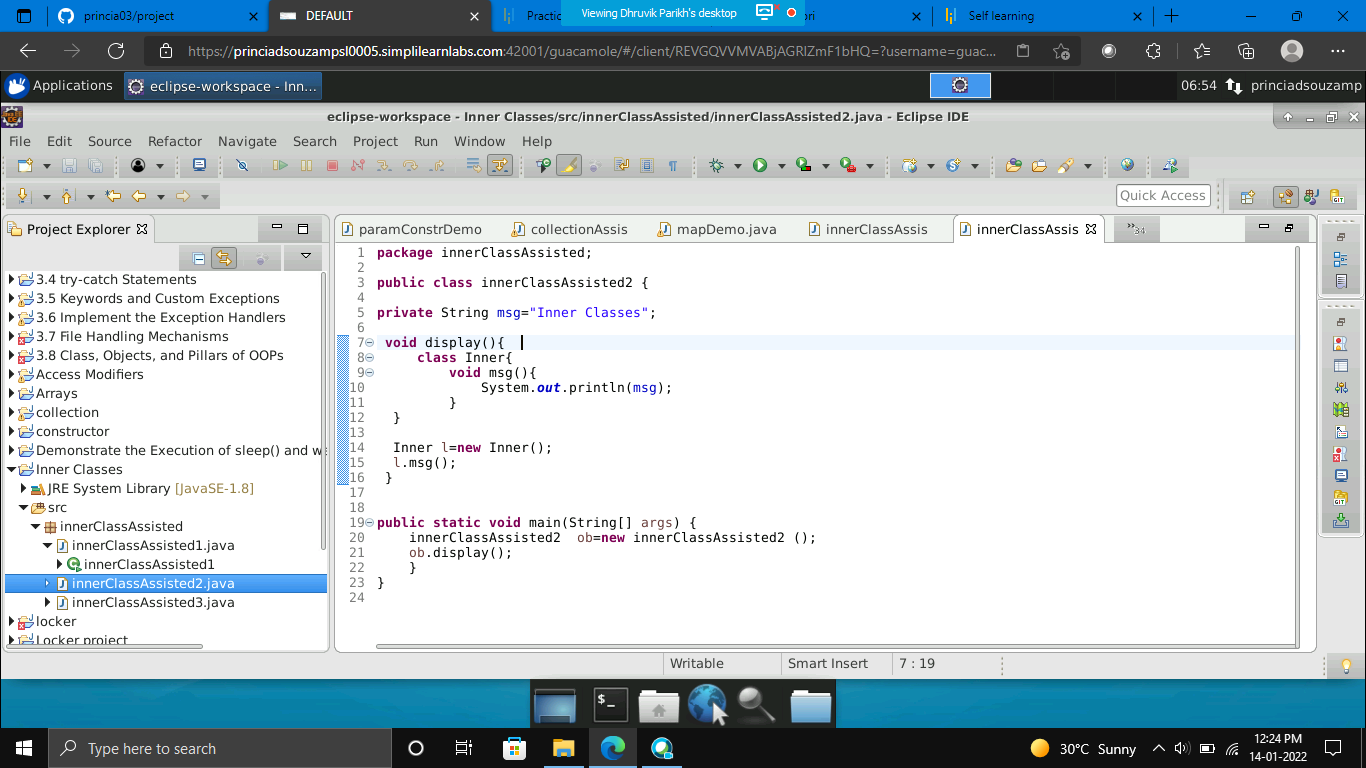 princia03/project
DEFAULT
Practic
Viewing Dhruvik Parikh's desktop
ori
Self learning
https://princiadsouzampsl0005.simplilearnlabs.com:42001/guacamole/#/client/REVGQVVMVABjAGRlZmF1bHQ=?username=guac...
Applications
eclipse-workspace - Inn...
06:54
princiadsouzamp
eclipse-workspace - Inner Classes/src/innerClassAssisted/innerClassAssisted2.java - Eclipse IDE
File Edit Source Refactor Navigate Search Project Run Window Help
Quick Access
Project Explorer
paramConstrDemo
collectionAssis
mapDemo.java
innerClassAssis
innerClassAssis
»34
3.4 try-catch Statements
3.5 Keywords and Custom Exceptions
3.6 Implement the Exception Handlers
3.7 File Handling Mechanisms
3.8 Class, Objects, and Pillars of OOPs
Access Modifiers
Arrays
collection
constructor
Demonstrate the Execution of sleep() and w
Inner Classes
JRE System Library [JavaSE-1.8]
src
innerClassAssisted
innerClassAssisted1.java
innerClassAssisted1
innerClassAssisted2.java
innerClassAssisted3.java
locker
Locker project
1 package innerClassAssisted;
2
3 public class innerClassAssisted2 {
4
5 private String msg="Inner Classes";
6
7 void display(){
8 class Inner{
9 void msg(){
10 System.out.println(msg);
11 }
12 }
13
14 Inner l=new Inner();
15 l.msg();
16 }
17
18
19 public static void main(String[] args) {
20 innerClassAssisted2  ob=new innerClassAssisted2 ();
21 ob.display();
22 }
23 }
24
Writable
Smart Insert
7 : 19
Type here to search
30°C Sunny
12:24 PM
14-01-2022